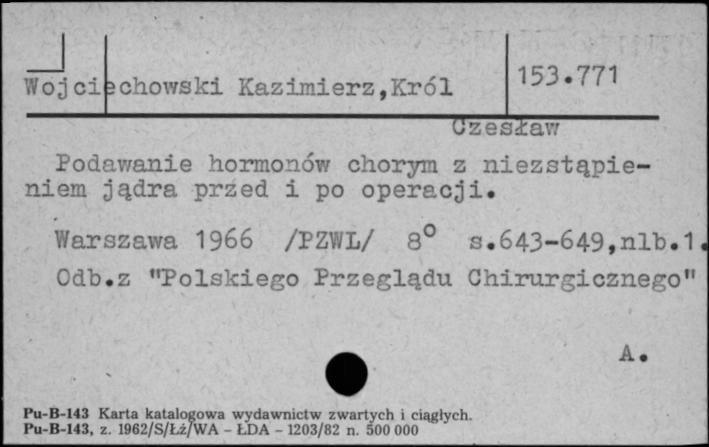 Wojciechowski Kazimierz,Król 153.771
Czesław
Podawanie hormonów chorym z niezstąpie-
niem jądra przed i po operacji.
Warszawa 1966 /PZWL/ 8° s.643-649,nlb.1.
Odb.z "Polskiego Przeglądu Chirurgicznego"
A.
Pu-B-143 Karta katalogowa wydawnictw zwartych i ciągłych.
Pu-B-143, z. 1962/S/Łż/WA - ŁDA - 1203/82 n. 500 000